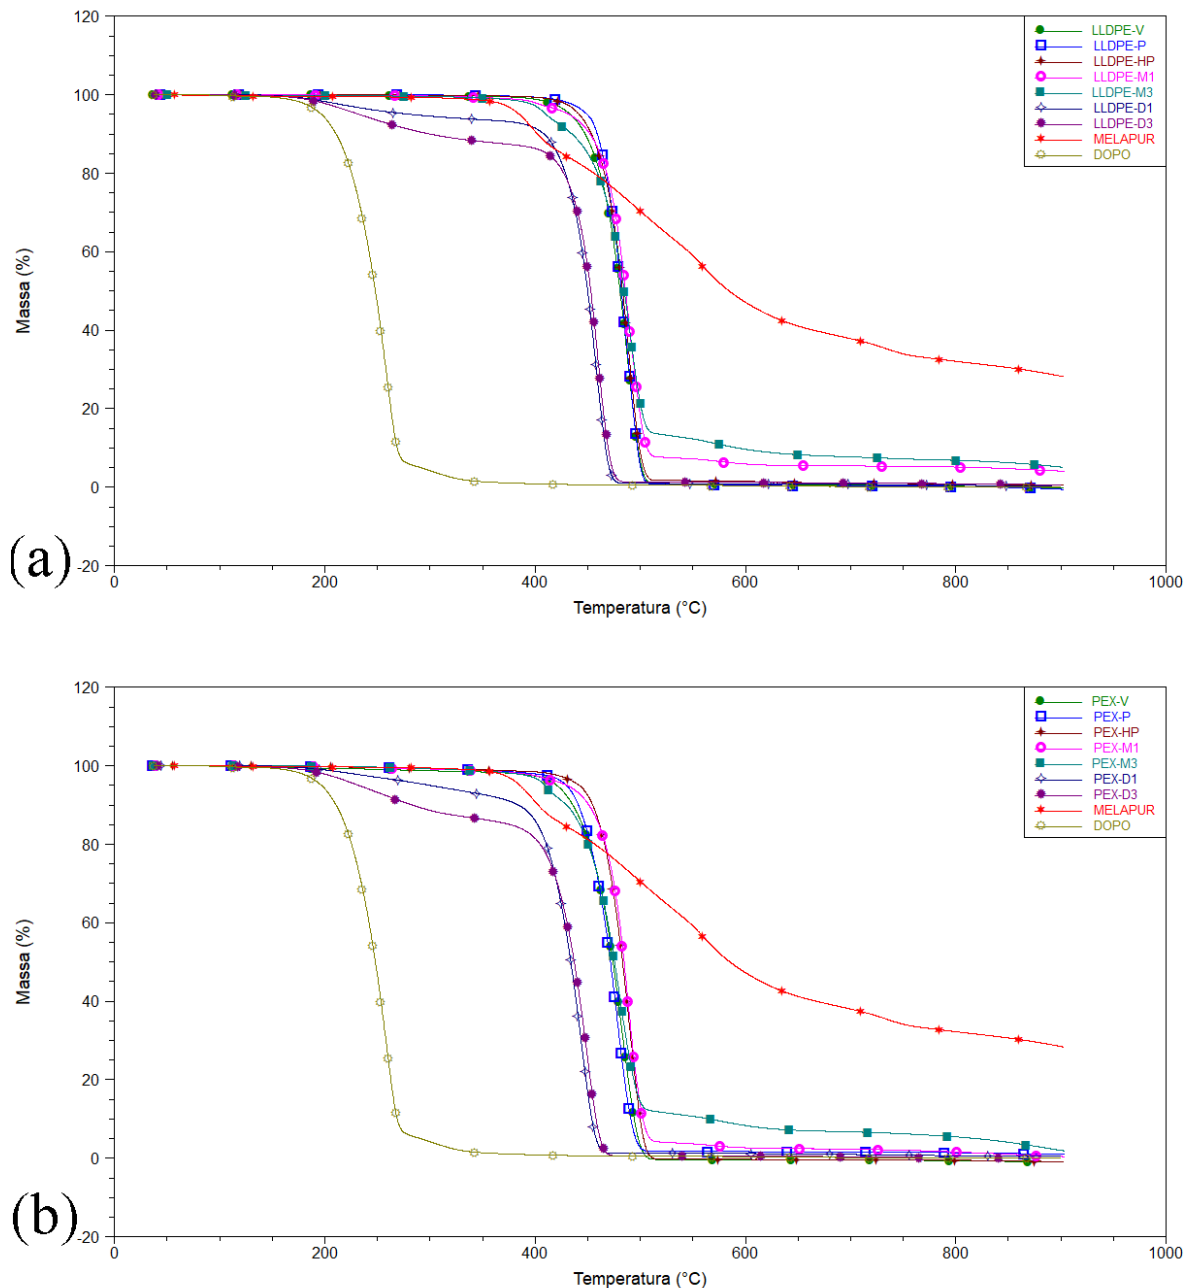 120
100
80
60
40
20
0
-20
Massa (%)
LLDPE-V
LLDPE-P
LLDPE-HP
LLDPE-M1
LLDPE-M3
LLDPE-D1
LLDPE-D3
MELAPUR
DOPO
(a)
0 200 400 600 800 1000
Temperatura (°C)
120
100
80
60
40
20
0
-20
Massa (%)
PEX-V
PEX-P
PEX-HP
PEX-M1
PEX-M3
PEX-D1
PEX-D3
MELAPUR
DOPO
(b)
0 200 400 600 800 1000
Temperatura (°C)